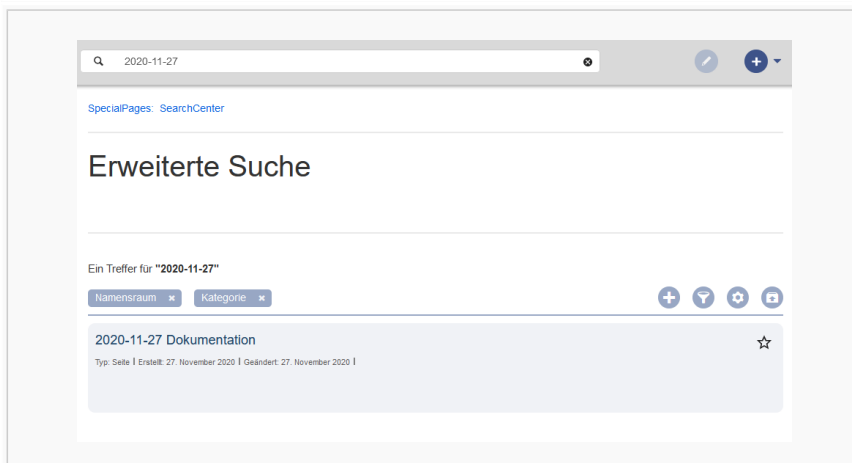 2020-11-27
SpecialPages: SearchCenter
Erweiterte Suche
Ein Treffer für "2020-11-27"
Namensraum Kategorie
2020-11-27 Dokumentation
Typ: Seite | Erstellt: 27. November 2020 | Geändert: 27. November 2020 |